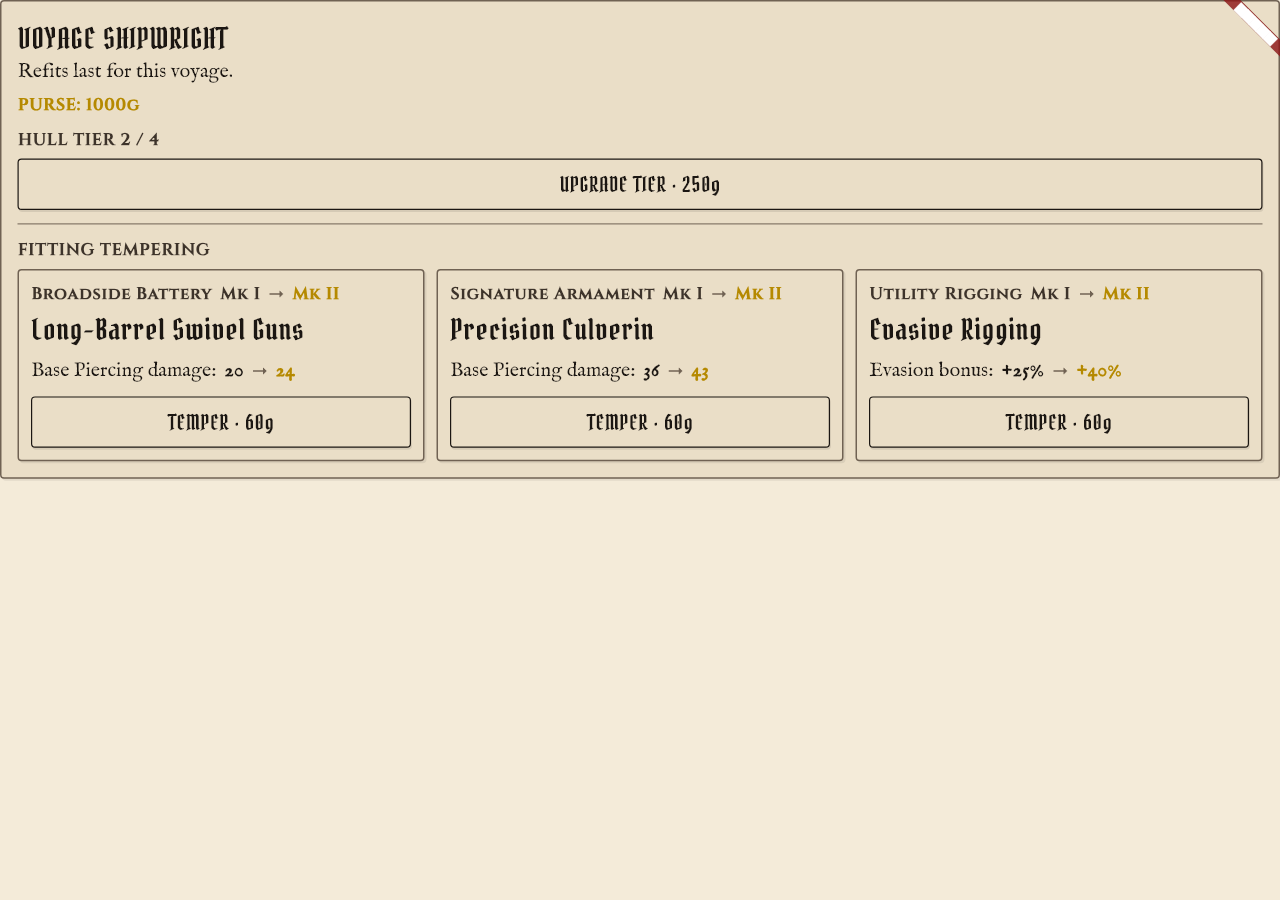 VOYAGE SHIPWRIGHT
Refits last for this voyage.
PURSE: 1000G
HULL TIER 2 / 4
UPGRADE TIER · 250g
FITTING TEMPERING
Broadside Battery Mk I → Mk II
Long-Barrel Swivel Guns
Base Piercing damage: 20 → 24
TEMPER · 60g
Signature Armament Mk I → Mk II
Precision Culverin
Base Piercing damage: 36 → 43
TEMPER · 60g
Utility Rigging Mk I → Mk II
Evasive Rigging
Evasion bonus: +25% → +40%
TEMPER · 60g